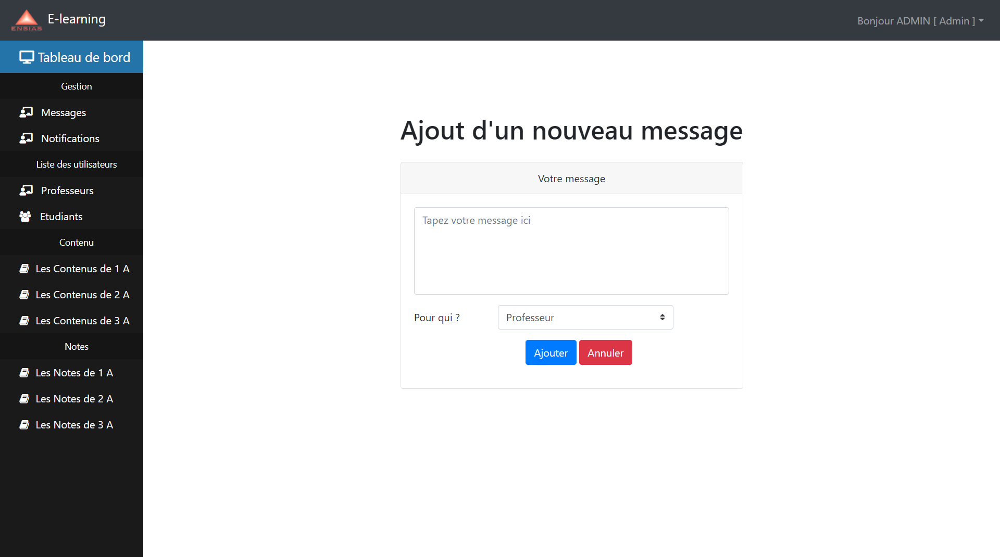 ENSIAS
E-learning
Bonjour ADMIN [ Admin ]
Tableau de bord
Gestion
Messages
Notifications
Liste des utilisateurs
Professeurs
Etudiants
Contenu
Les Contenus de 1 A
Les Contenus de 2 A
Les Contenus de 3 A
Notes
Les Notes de 1 A
Les Notes de 2 A
Les Notes de 3 A
Ajout d'un nouveau message
Votre message
Tapez votre message ici
Pour qui ?
Professeur
Ajouter
Annuler